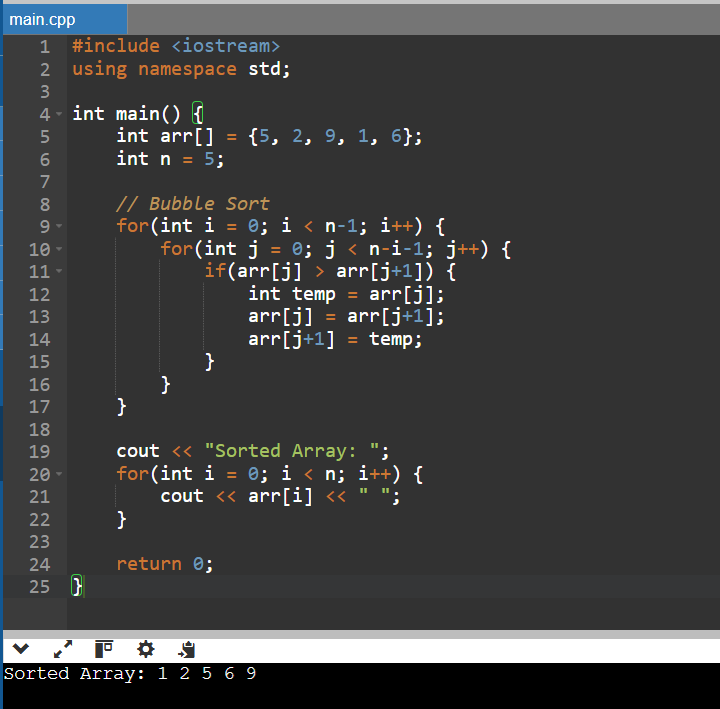 main.cpp
1 #include <iostream>
2 using namespace std;
3
4 int main() {
5     int arr[] = {5, 2, 9, 1, 6};
6     int n = 5;
7
8     // Bubble Sort
9     for(int i = 0; i < n-1; i++) {
10         for(int j = 0; j < n-i-1; j++) {
11             if(arr[j] > arr[j+1]) {
12                 int temp = arr[j];
13                 arr[j] = arr[j+1];
14                 arr[j+1] = temp;
15             }
16         }
17     }
18
19     cout << "Sorted Array: ";
20     for(int i = 0; i < n; i++) {
21         cout << arr[i] << " ";
22     }
23
24     return 0;
25 }
Sorted Array: 1 2 5 6 9